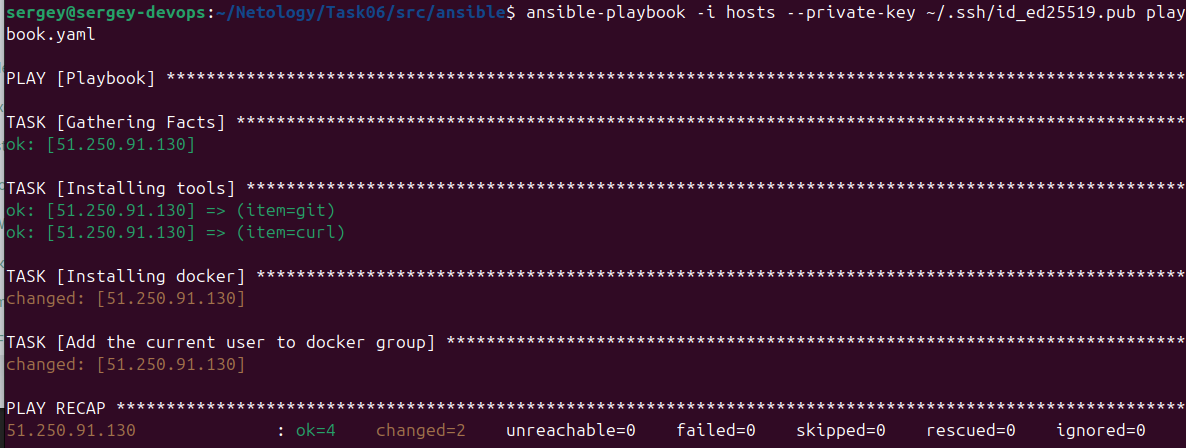 sergey@sergey-devops:~/Netology/Task06/src/ansible$ ansible-playbook -i hosts --private-key ~/.ssh/id_ed25519.pub play
book.yaml
PLAY [Playbook] ******************************************************************************************************
TASK [Gathering Facts] ***********************************************************************************************
ok: [51.250.91.130]
TASK [Installing tools] **********************************************************************************************
ok: [51.250.91.130] => (item=git)
ok: [51.250.91.130] => (item=curl)
TASK [Installing docker] *********************************************************************************************
changed: [51.250.91.130]
TASK [Add the current user to docker group] **************************************************************************
changed: [51.250.91.130]
PLAY RECAP ***********************************************************************************************************
51.250.91.130              : ok=4    changed=2    unreachable=0    failed=0    skipped=0    rescued=0    ignored=0